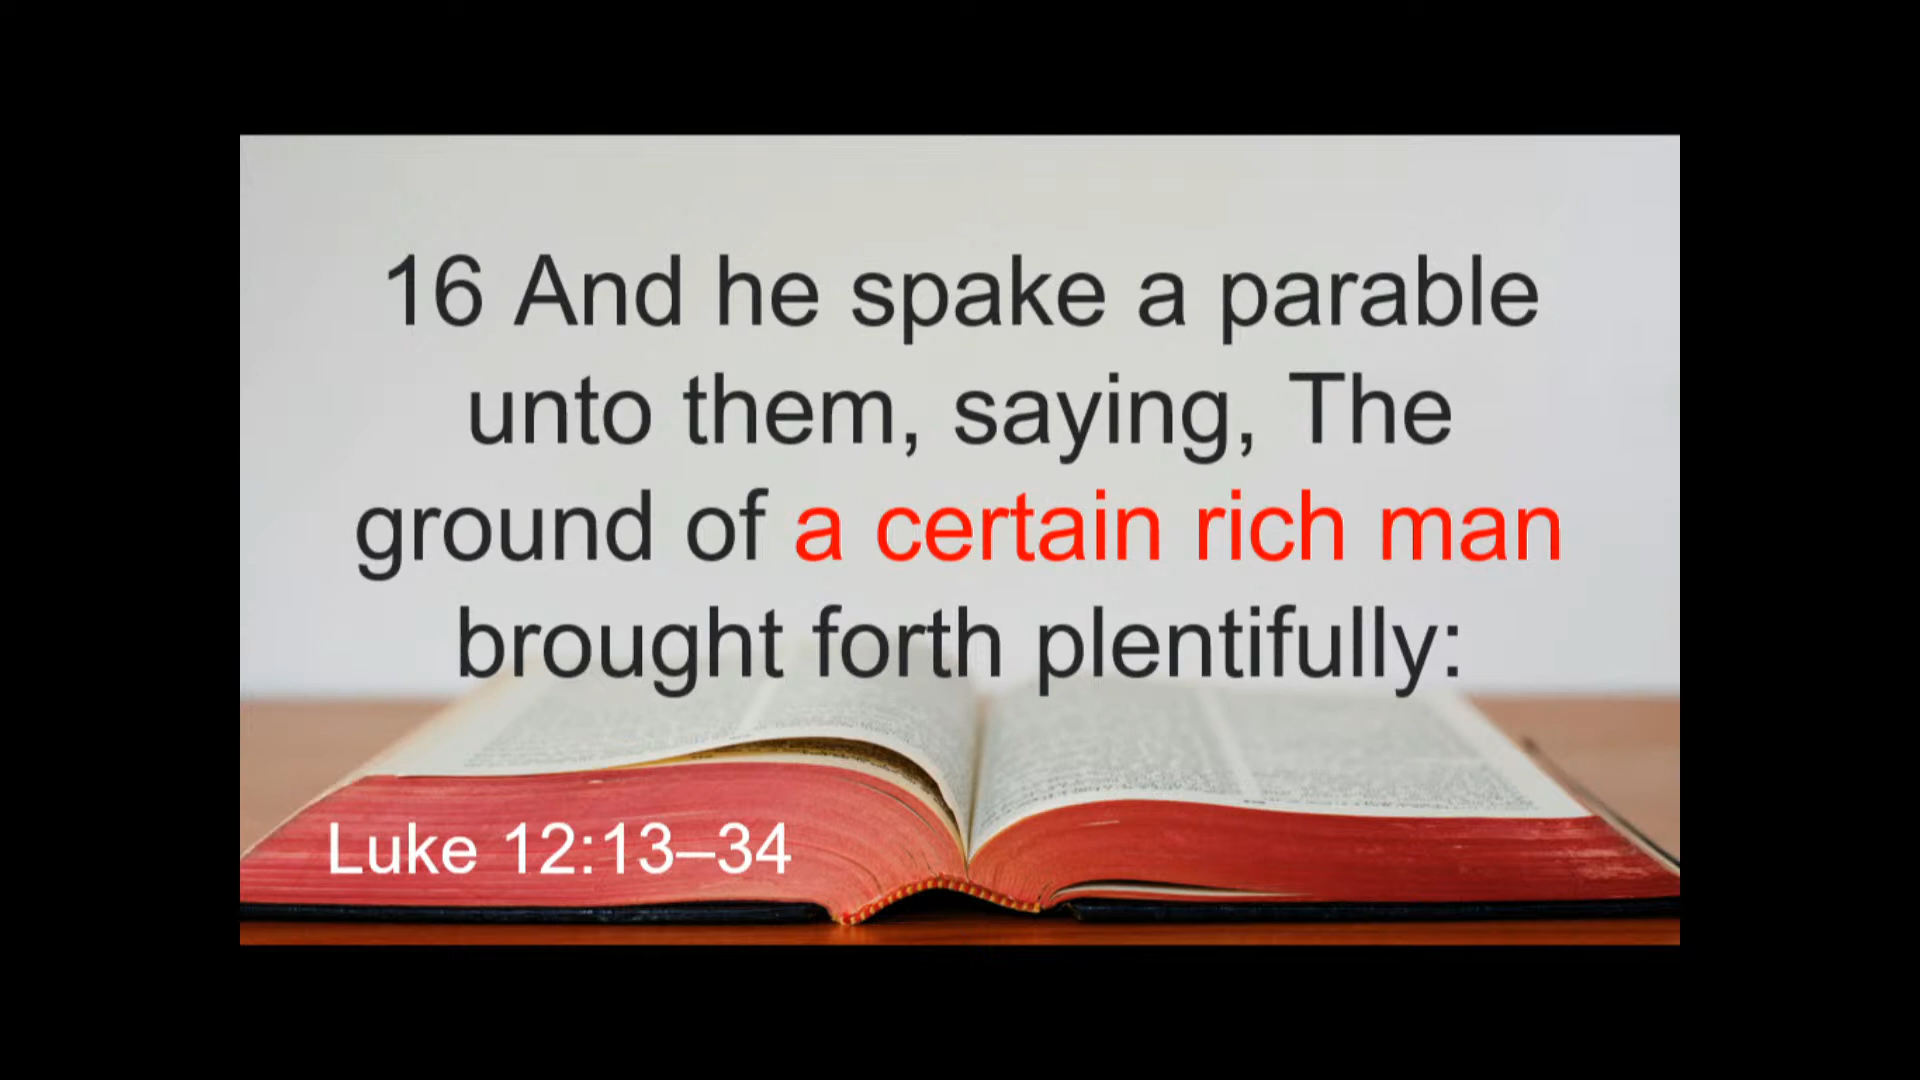 16 And he spake a parable
unto them, saying, The
ground of a certain rich man
brought forth plentifully:
Luke 12:13–34